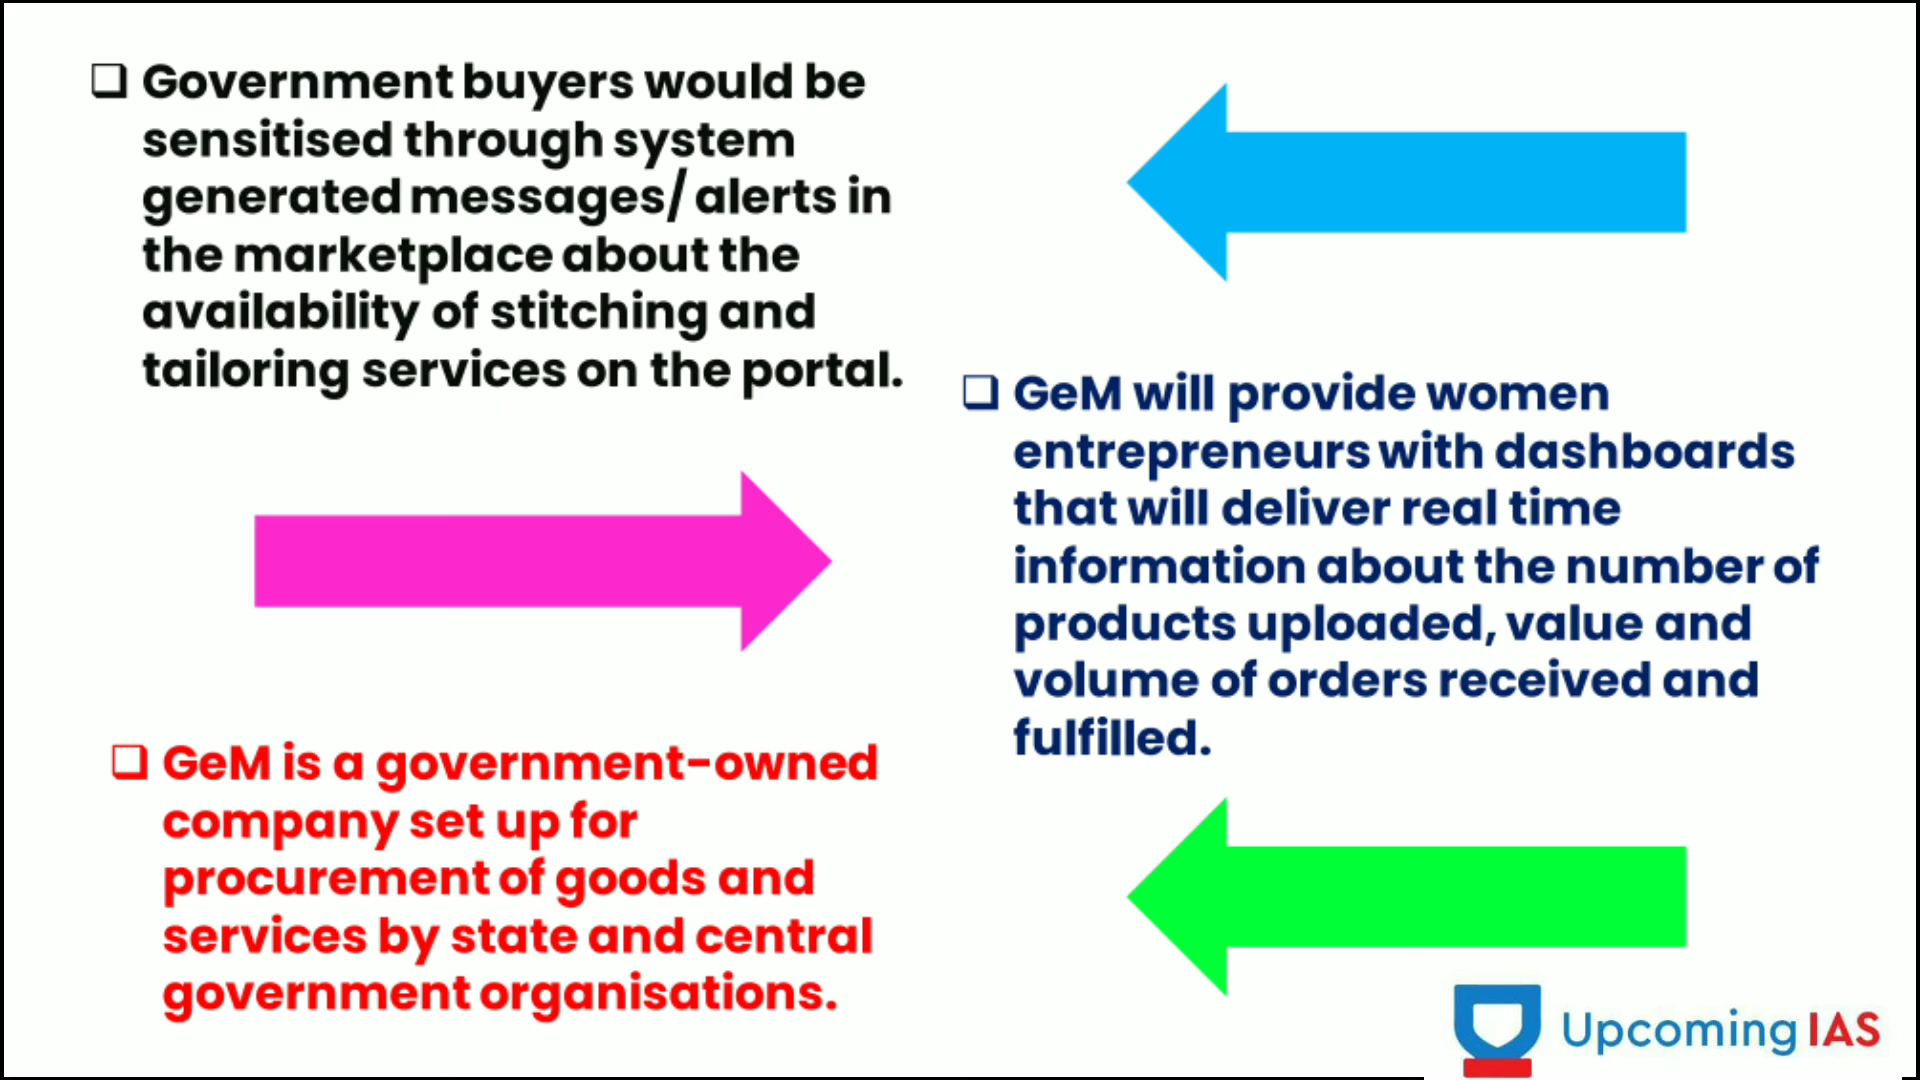 ❑ Government buyers would be
sensitised through system
generated messages/ alerts in
the marketplace about the
availability of stitching and
tailoring services on the portal.
❑ GeM will provide women
entrepreneurs with dashboards
that will deliver real time
information about the number of
products uploaded, value and
volume of orders received and
fulfilled.
❑ GeM is a government-owned
company set up for
procurement of goods and
services by state and central
government organisations.
Upcoming IAS